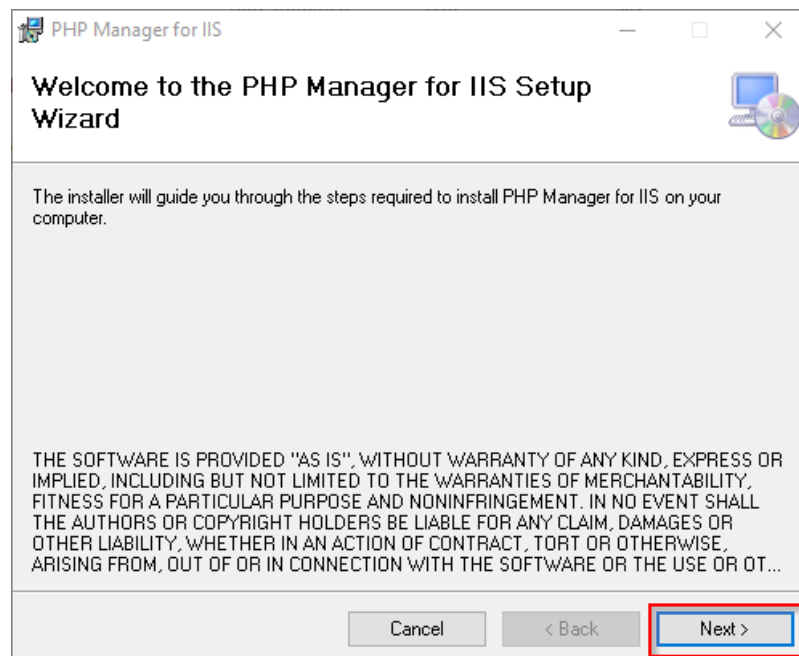 PHP Manager for IIS
Welcome to the PHP Manager for IIS Setup
Wizard
The installer will guide you through the steps required to install PHP Manager for IIS on your
computer.
THE SOFTWARE IS PROVIDED "AS IS", WITHOUT WARRANTY OF ANY KIND, EXPRESS OR
IMPLIED, INCLUDING BUT NOT LIMITED TO THE WARRANTIES OF MERCHANTABILITY,
FITNESS FOR A PARTICULAR PURPOSE AND NONINFRINGEMENT. IN NO EVENT SHALL
THE AUTHORS OR COPYRIGHT HOLDERS BE LIABLE FOR ANY CLAIM, DAMAGES OR
OTHER LIABILITY, WHETHER IN AN ACTION OF CONTRACT, TORT OR OTHERWISE,
ARISING FROM, OUT OF OR IN CONNECTION WITH THE SOFTWARE OR THE USE OR OT...
Cancel < Back Next >